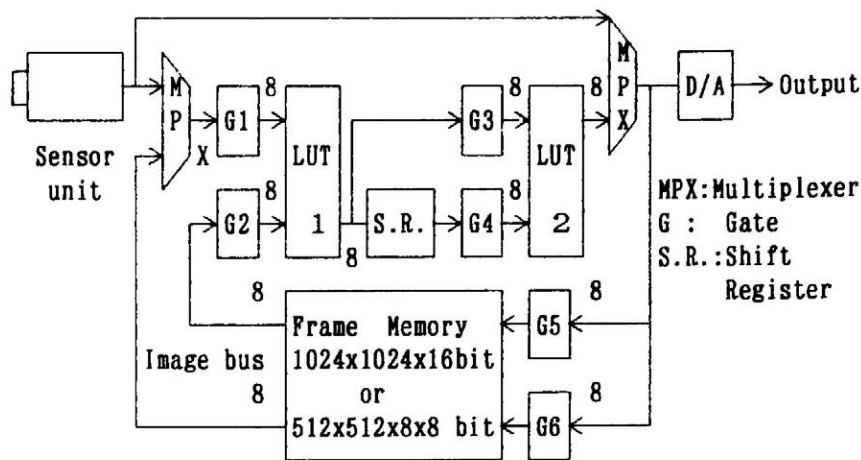 Sensor
unit
M
P
X
G1
8
G2
8
LUT
1
8
S.R.
G3
8
G4
8
LUT
2
8
M
P
X
D/A
Output
MPX:Multiplexer
G : Gate
S.R.:Shift
Register
8
Image bus
8
Frame Memory
1024x1024x16bit
or
512x512x8x8 bit
G5
8
G6
8